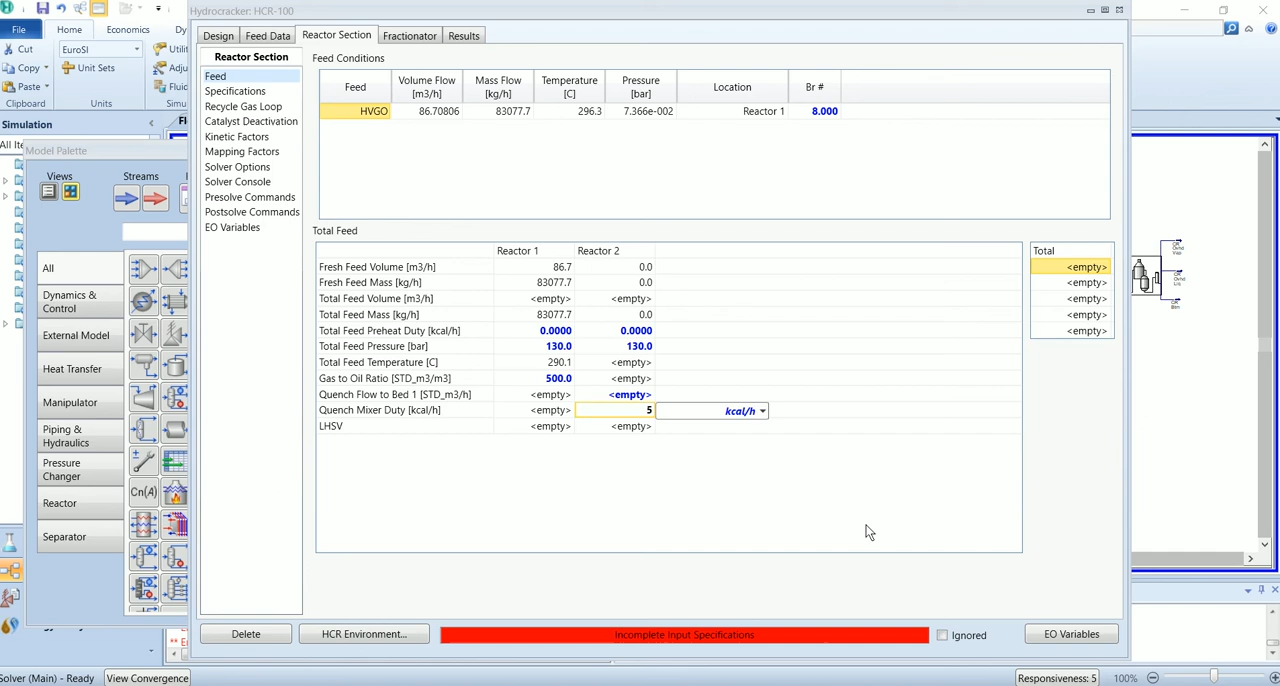 Hydrocracker: HCR-100
File
Home
Economics
Dy
Cut
EuroSI
Utili
Copy
Unit Sets
Adju
Paste
Fluid
Clipboard
Units
Simu
Design
Feed Data
Reactor Section
Fractionator
Results
Simulation
Fl
All Ite
Model Palette
Views
Streams
All
Dynamics &
Control
External Model
Heat Transfer
Manipulator
Piping &
Hydraulics
Pressure
Changer
Reactor
Separator
Cn(A)
Reactor Section
Feed
Specifications
Recycle Gas Loop
Catalyst Deactivation
Kinetic Factors
Mapping Factors
Solver Options
Solver Console
Presolve Commands
Postsolve Commands
EO Variables
Feed Conditions
Feed Volume Flow [m3/h] Mass Flow [kg/h] Temperature [C] Pressure [bar] Location Br #
HVGO 86.70806 83077.7 296.3 7.366e-002 Reactor 1 8.000
Total Feed
Reactor 1 Reactor 2
Fresh Feed Volume [m3/h] 86.7 0.0
Fresh Feed Mass [kg/h] 83077.7 0.0
Total Feed Volume [m3/h] <empty> <empty>
Total Feed Mass [kg/h] 83077.7 0.0
Total Feed Preheat Duty [kcal/h] 0.0000 0.0000
Total Feed Pressure [bar] 130.0 130.0
Total Feed Temperature [C] 290.1 <empty>
Gas to Oil Ratio [STD_m3/m3] 500.0 <empty>
Quench Flow to Bed 1 [STD_m3/h] <empty> <empty>
Quench Mixer Duty [kcal/h] <empty> 5 kcal/h
LHSV <empty> <empty>
Total
<empty>
<empty>
<empty>
<empty>
<empty>
Delete
HCR Environment...
Incomplete Input Specifications
Ignored
EO Variables
Solver (Main) - Ready
View Convergence
Responsiveness: 5
100%